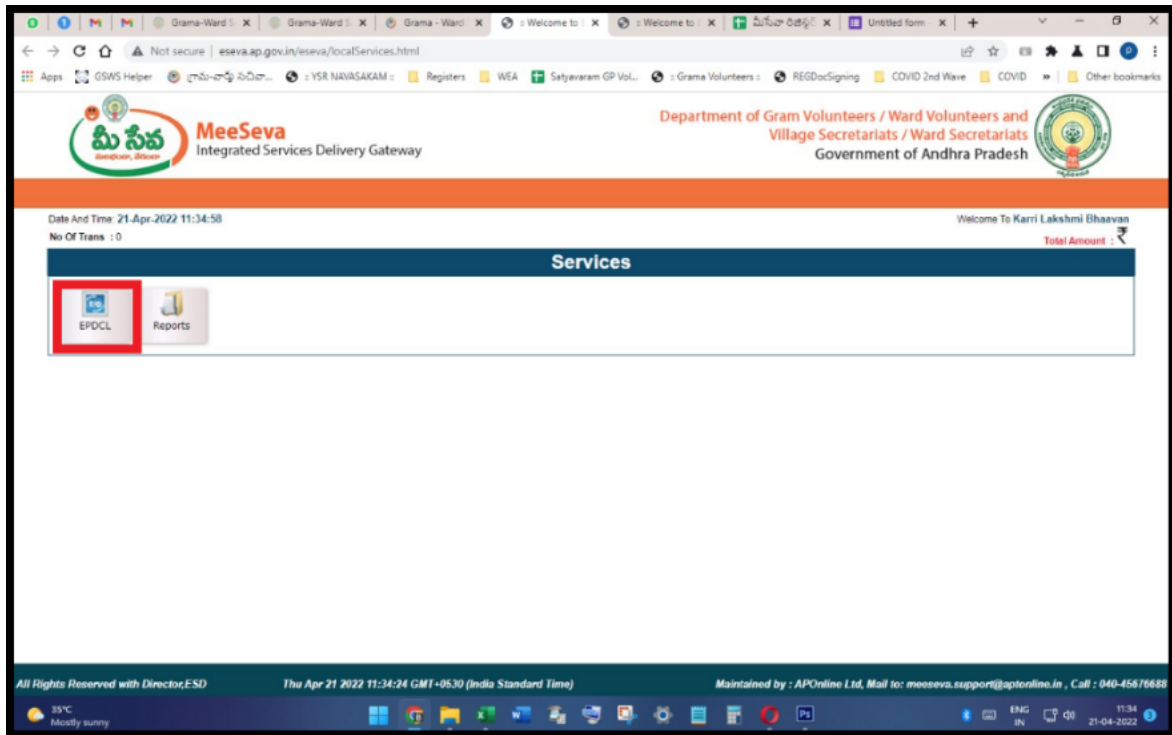 Grama-Ward S
Grama-Ward S
Grama - Ward
:: Welcome to :
:: Welcome to :
మీసేవా రిజిస్టర్
Untitled form
Not secure | eseva.ap.gov.in/eseva/localServices.html
Apps GSWS Helper గ్రామ-వార్డు సచివా... :: YSR NAVASAKAM :: Registers WEA Satyavaram GP Vol... :: Grama Volunteers :: REGDocSigning COVID 2nd Wave COVID » Other bookmarks
మీ సేవ
MeeSeva
Integrated Services Delivery Gateway
Department of Gram Volunteers / Ward Volunteers and
Village Secretariats / Ward Secretariats
Government of Andhra Pradesh
Date And Time: 21-Apr-2022 11:34:58
Welcome To Karri Lakshmi Bhaavan
No Of Trans : 0
Total Amount : ₹
Services
EPDCL
Reports
All Rights Reserved with Director,ESD
Thu Apr 21 2022 11:34:24 GMT+0530 (India Standard Time)
Maintained by : APOnline Ltd, Mail to: meeseva.support@aptonline.in , Call : 040-45676688
35°C
Mostly sunny
ENG
IN
11:34
21-04-2022